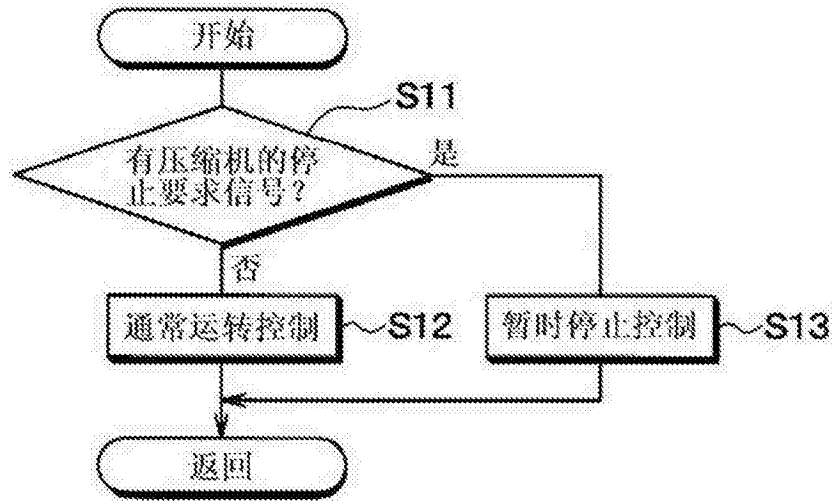 开始
S11
有压缩机的停
止要求信号?
是
否
通常运转控制
S12
暂时停止控制
S13
返回